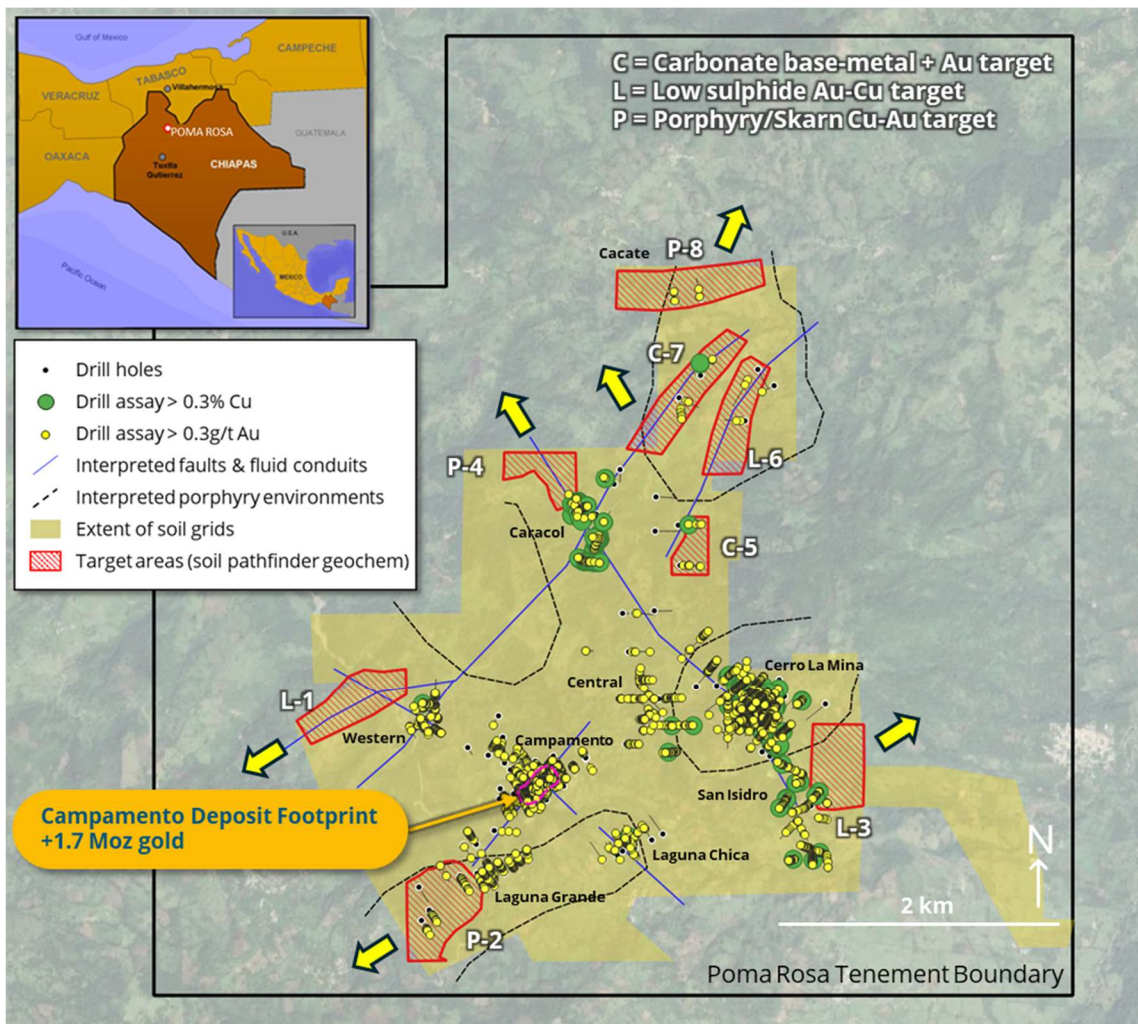 Gulf of Mexico
CAMPECHE
TABASCO
Villahermosa
VERACRUZ
POMA ROSA
GUATEMALA
OAXACA
Tuxtla
Gutierrez
CHIAPAS
Pacific Ocean
U.S.A
MEXICO
C = Carbonate base-metal + Au target
L = Low sulphide Au-Cu target
P = Porphyry/Skarn Cu-Au target
Drill holes
Drill assay > 0.3% Cu
Drill assay > 0.3g/t Au
Interpreted faults & fluid conduits
Interpreted porphyry environments
Extent of soil grids
Target areas (soil pathfinder geochem)
Cacate
P-8
C-7
L-6
P-4
Caracol
C-5
Cerro La Mina
Central
L-1
Western
Campamento
San Isidro
L-3
Campamento Deposit Footprint
+1.7 Moz gold
Laguna Chica
Laguna Grande
P-2
N
2 km
Poma Rosa Tenement Boundary